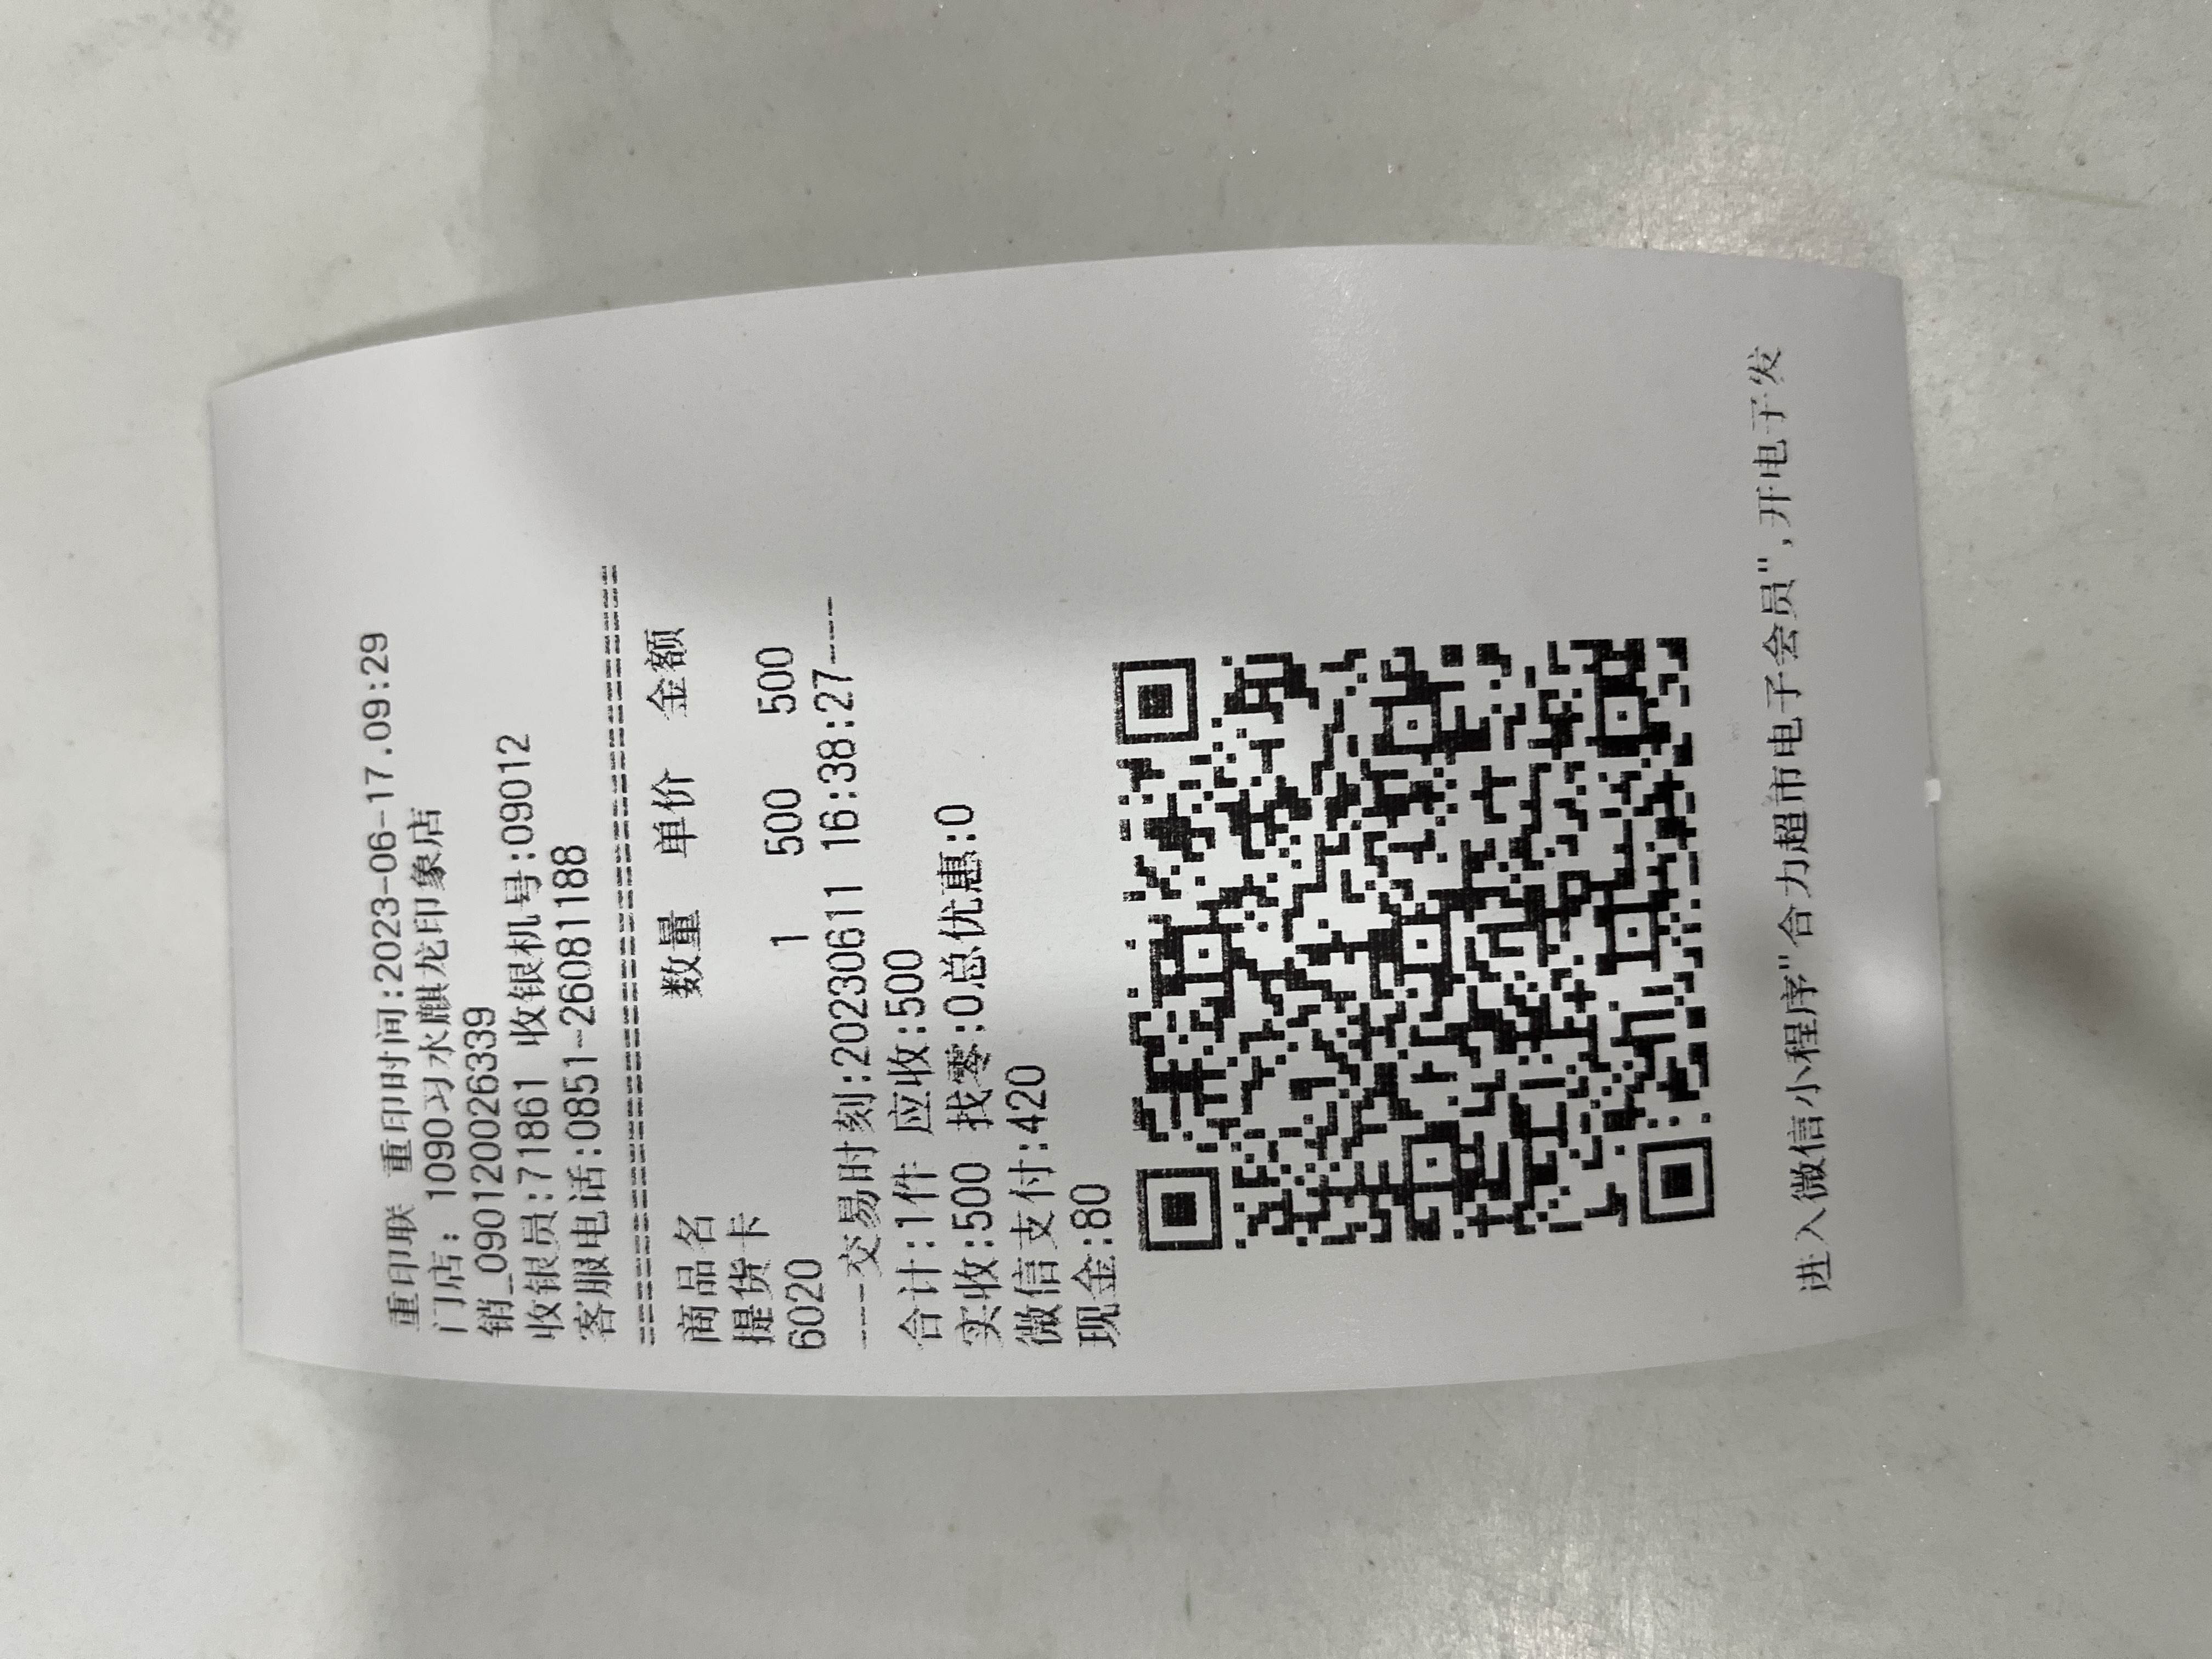 重印联 重印时间:2023-06-17.09:29
门店: 1090习水麒龙印象店
销_090120026339
收银员:71861 收银机号:09012
客服电话:0851-26081188
================================
商品名 数量 单价 金额
提货卡
6020 1 500 500
----交易时刻:20230611 16:38:27----
合计:1件 应收:500
实收:500 找零:0总优惠:0
微信支付:420
现金:80
进入微信小程序"合力超市电子会员",开电子发